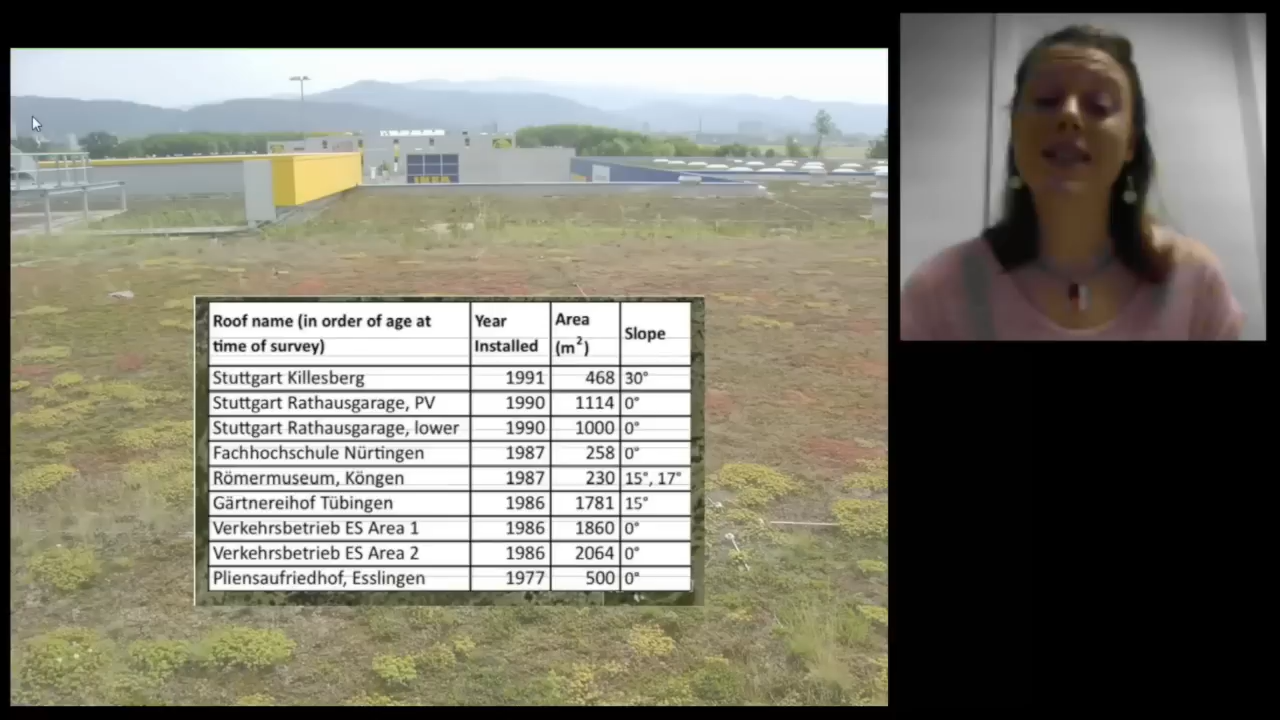 IKEA
Roof name (in order of age at time of survey) Year Installed Area (m²) Slope
Stuttgart Killesberg 1991 468 30°
Stuttgart Rathausgarage, PV 1990 1114 0°
Stuttgart Rathausgarage, lower 1990 1000 0°
Fachhochschule Nürtingen 1987 258 0°
Römermuseum, Köngen 1987 230 15°, 17°
Gärtnereihof Tübingen 1986 1781 15°
Verkehrsbetrieb ES Area 1 1986 1860 0°
Verkehrsbetrieb ES Area 2 1986 2064 0°
Pliensaufriedhof, Esslingen 1977 500 0°